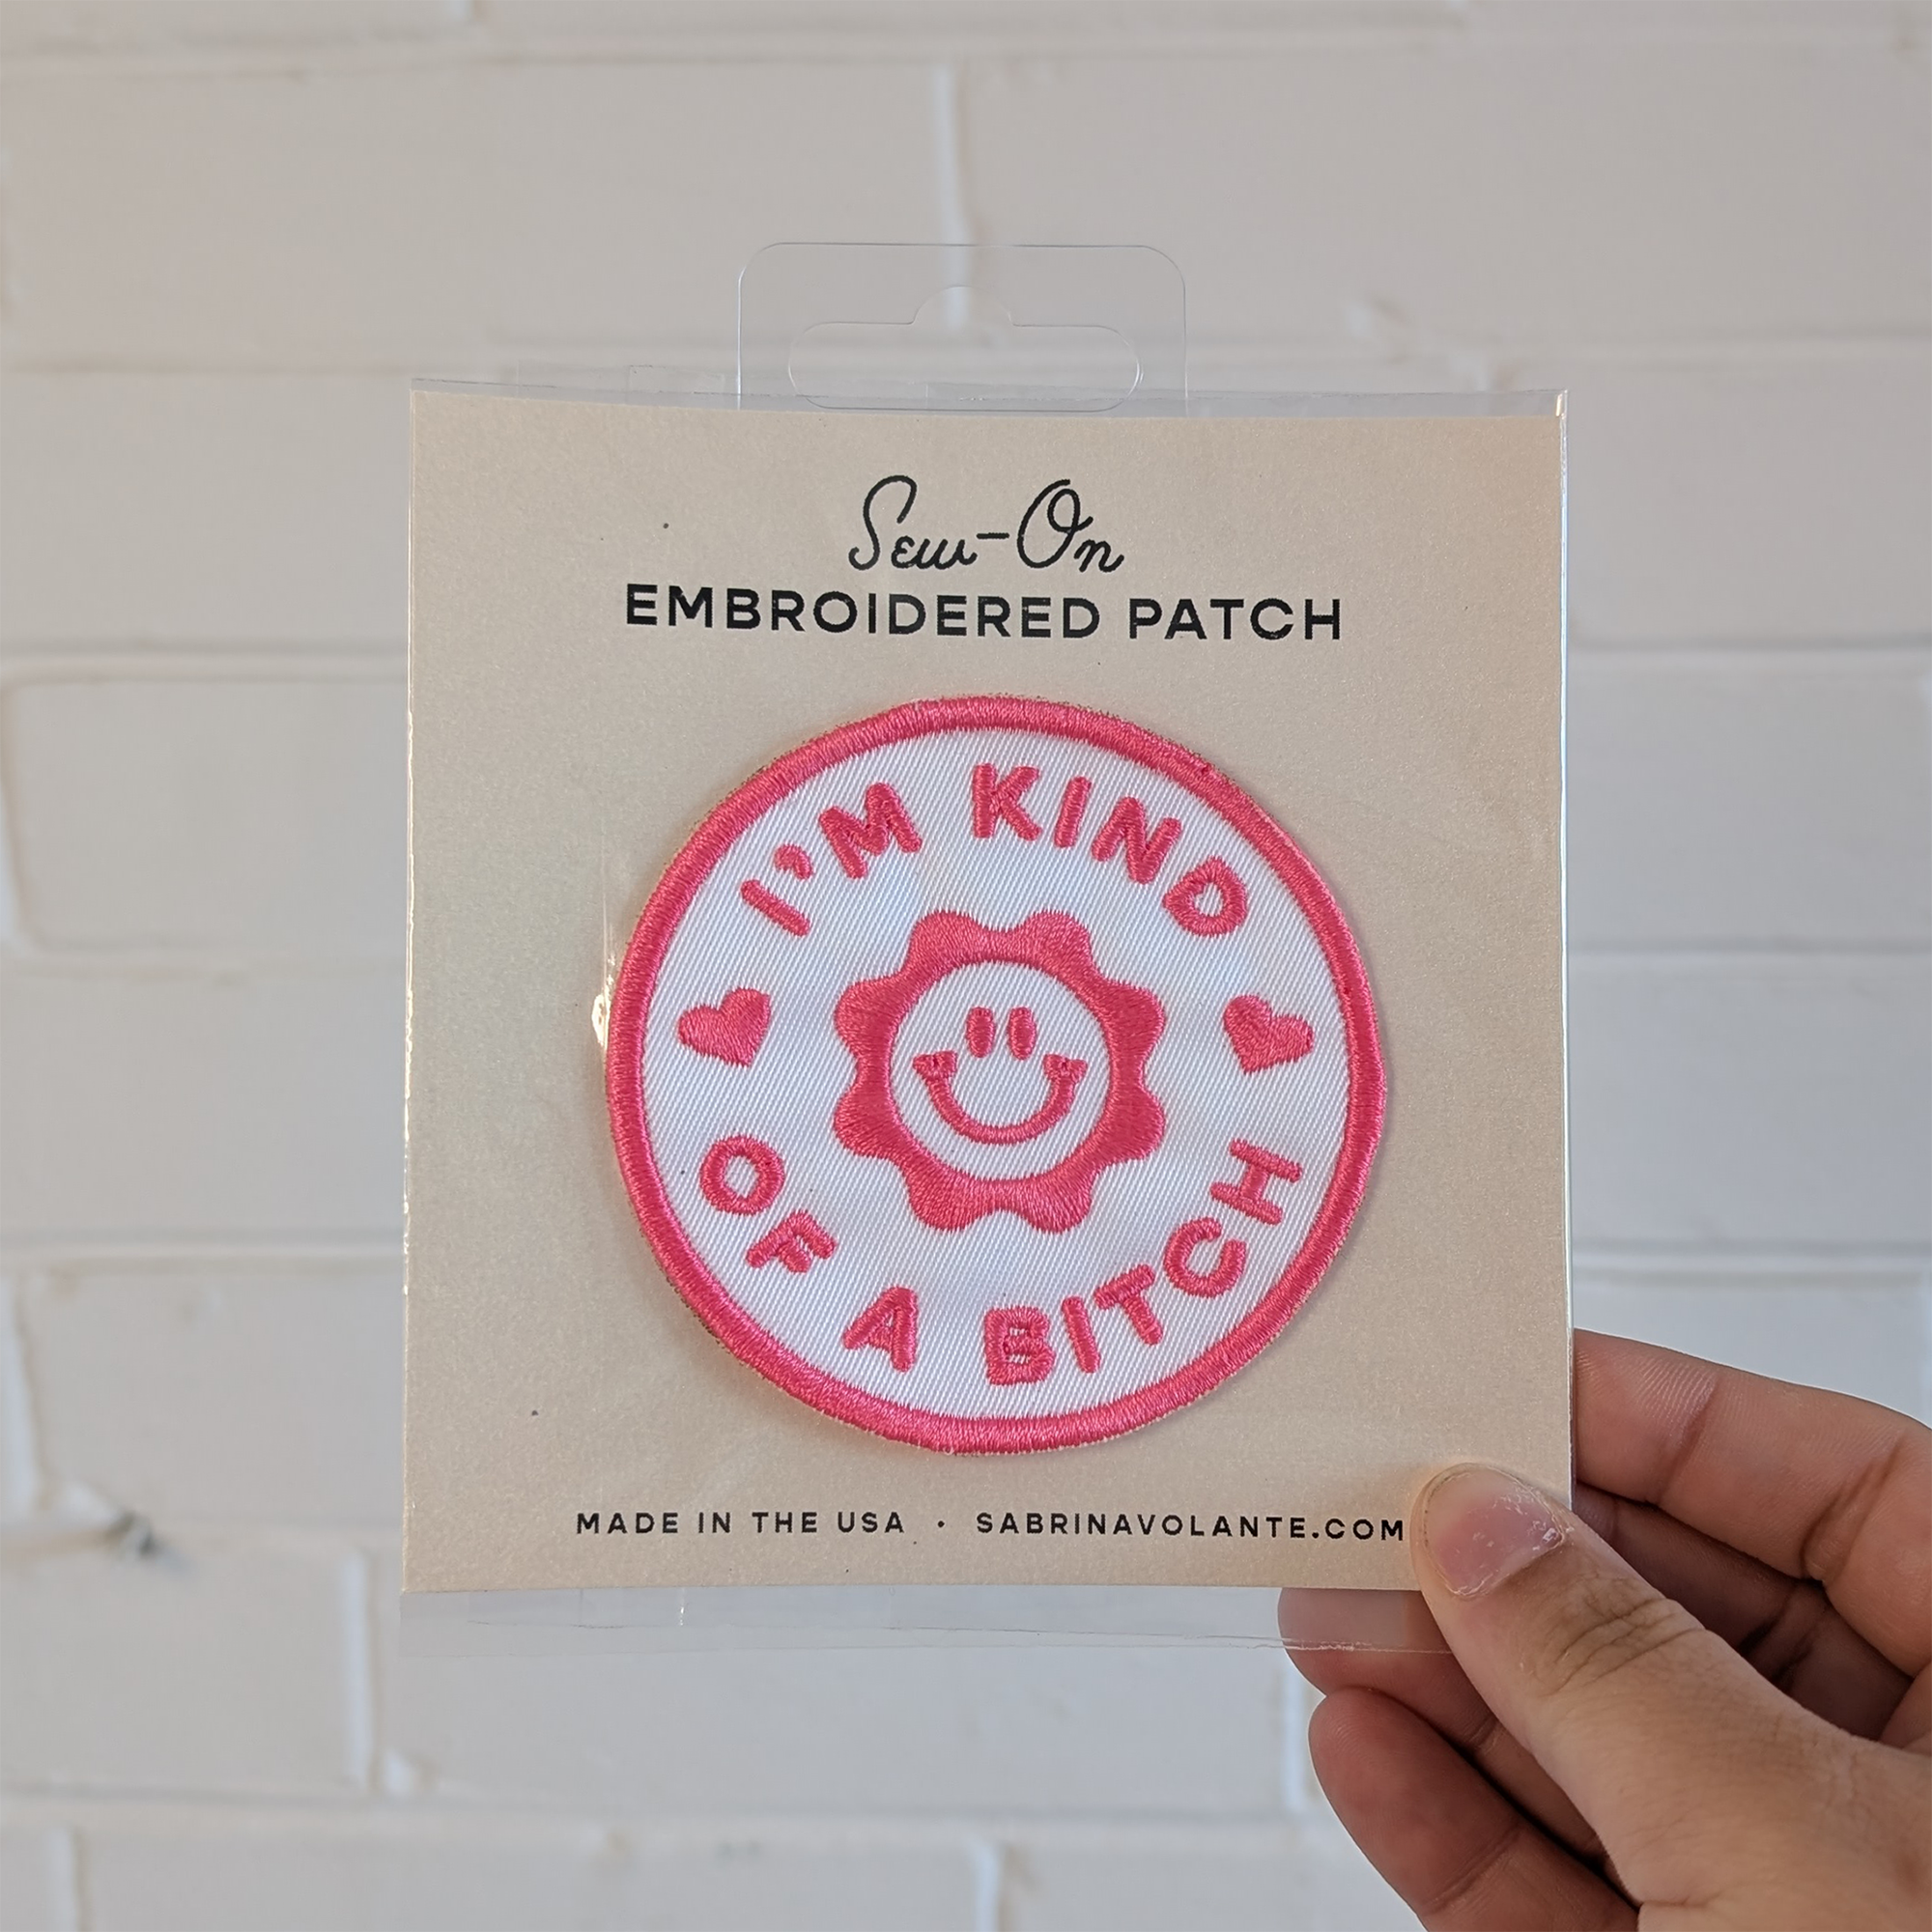 Sew-On
EMBROIDERED PATCH
I'M KIND
OF A BITCH
MADE IN THE USA • SABRINAVOLANTE.COM